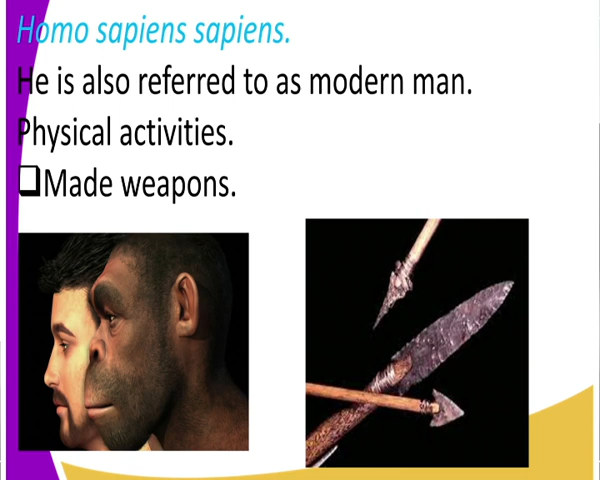 Homo sapiens sapiens.
He is also referred to as modern man.
Physical activities.
❑Made weapons.